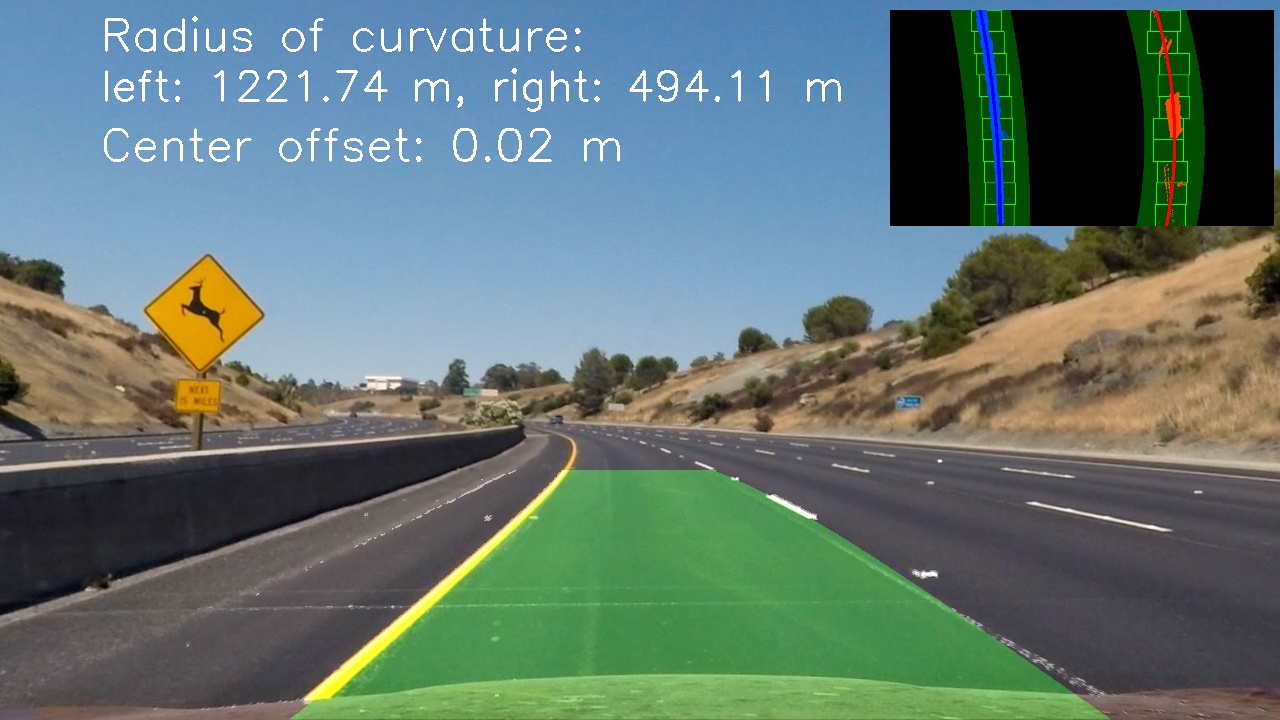 Radius of curvature:
left: 1221.74 m, right: 494.11 m
Center offset: 0.02 m
NEXT
15 MILES